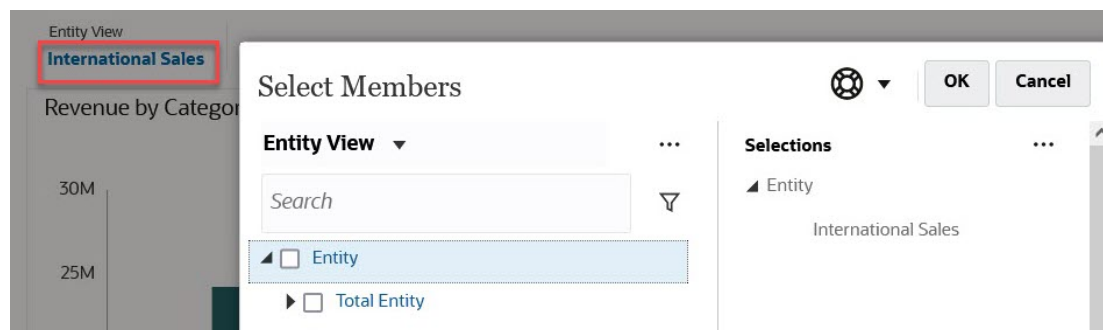 Entity View
International Sales
Revenue by Categor
30M
25M
Select Members
OK
Cancel
Entity View
...
Search
Entity
Total Entity
Selections
...
Entity
International Sales